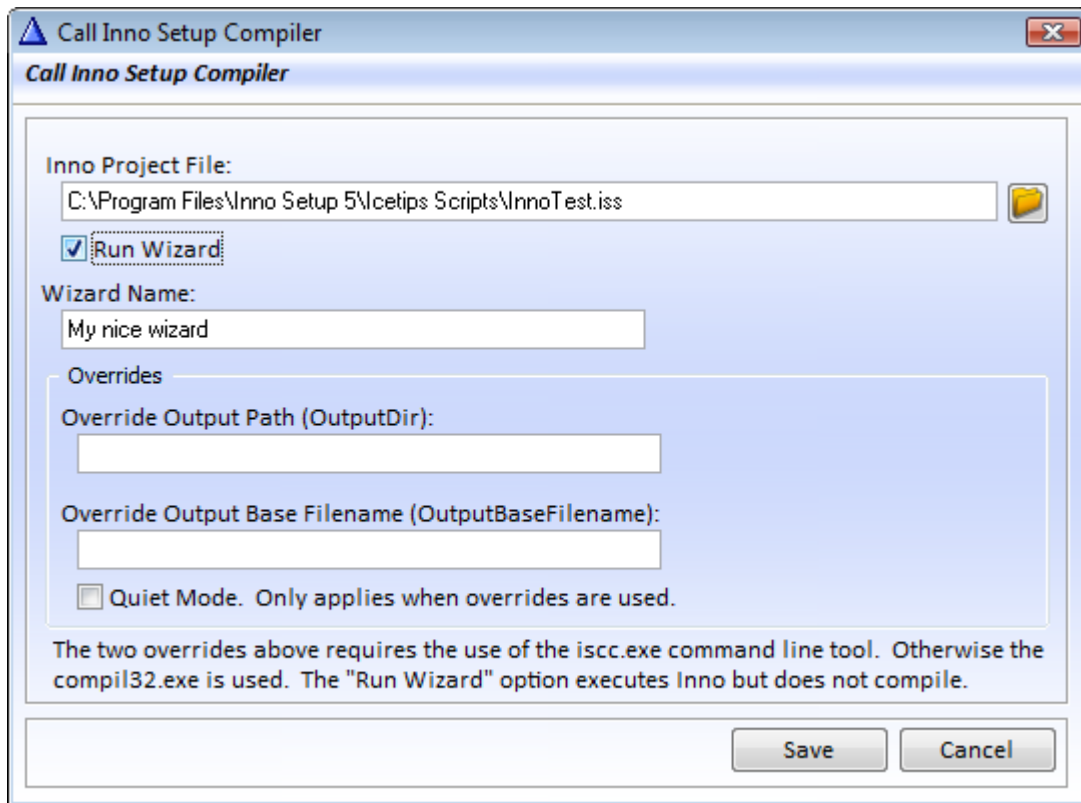 Call Inno Setup Compiler
Call Inno Setup Compiler
Inno Project File:
C:\Program Files\Inno Setup 5\Icetips Scripts\InnoTest.iss
Run Wizard
Wizard Name:
My nice wizard
Overrides
Override Output Path (OutputDir):
Override Output Base Filename (OutputBaseFilename):
Quiet Mode.  Only applies when overrides are used.
The two overrides above requires the use of the iscc.exe command line tool.  Otherwise the
compil32.exe is used.  The "Run Wizard" option executes Inno but does not compile.
Save
Cancel